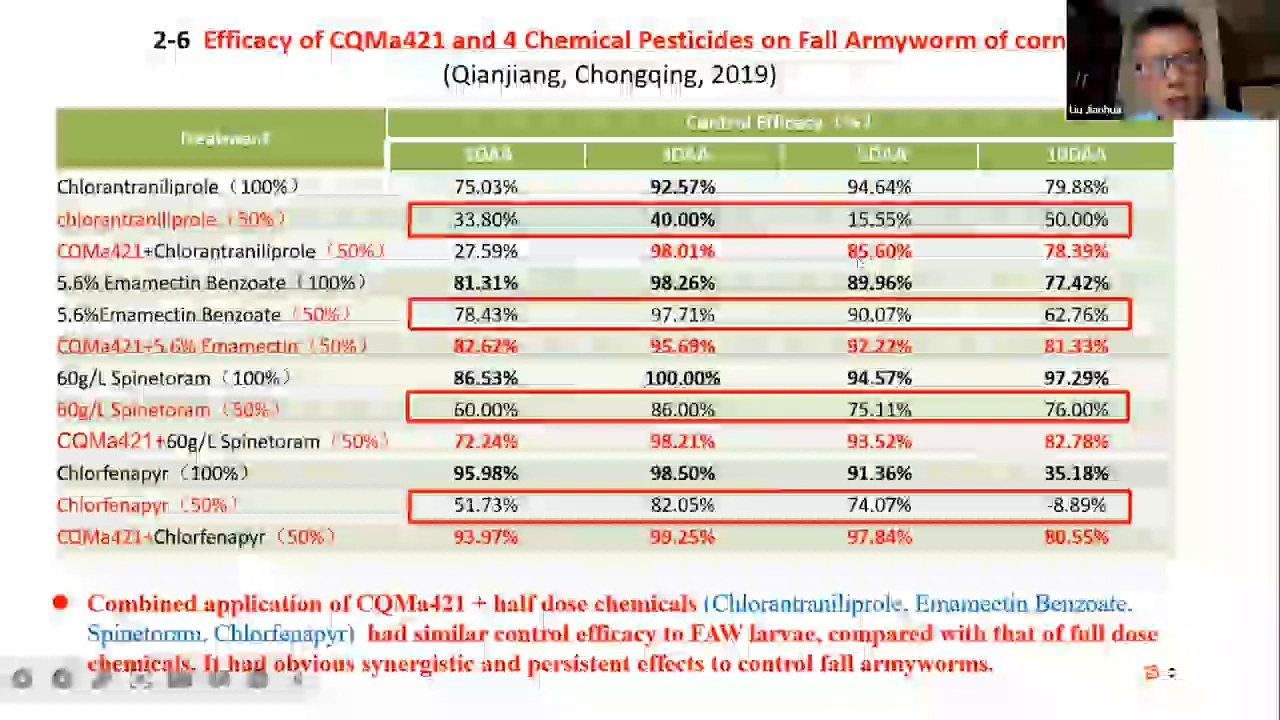 2-6 Efficacy of CQMa421 and 4 Chemical Pesticides on Fall Armyworm of corn
(Qianjiang, Chongqing, 2019)
Liu Jianhua
Treatment Control Efficacy (%)
1DAA 3DAA 5DAA 10DAA
Chlorantraniliprole（100%） 75.03% 92.57% 94.64% 79.88%
chlorantraniliprole（50%） 33.80% 40.00% 15.55% 50.00%
CQMa421+Chlorantraniliprole（50%） 27.59% 98.01% 85.60% 78.39%
5.6% Emamectin Benzoate（100%） 81.31% 98.26% 89.96% 77.42%
5.6%Emamectin Benzoate（50%） 78.43% 97.71% 90.07% 62.76%
CQMa421+5.6% Emamectin（50%） 82.62% 95.69% 92.22% 81.33%
60g/L Spinetoram（100%） 86.53% 100.00% 94.57% 97.29%
60g/L Spinetoram（50%） 60.00% 86.00% 75.11% 76.00%
CQMa421+60g/L Spinetoram（50%） 72.24% 98.21% 93.52% 82.78%
Chlorfenapyr（100%） 95.98% 98.50% 91.36% 35.18%
Chlorfenapyr（50%） 51.73% 82.05% 74.07% -8.89%
CQMa421+Chlorfenapyr（50%） 93.97% 99.25% 97.84% 80.55%
● Combined application of CQMa421 + half dose chemicals (Chlorantraniliprole, Emamectin Benzoate,
Spinetoram, Chlorfenapyr) had similar control efficacy to FAW larvae, compared with that of full dose
chemicals. It had obvious synergistic and persistent effects to control fall armyworms.